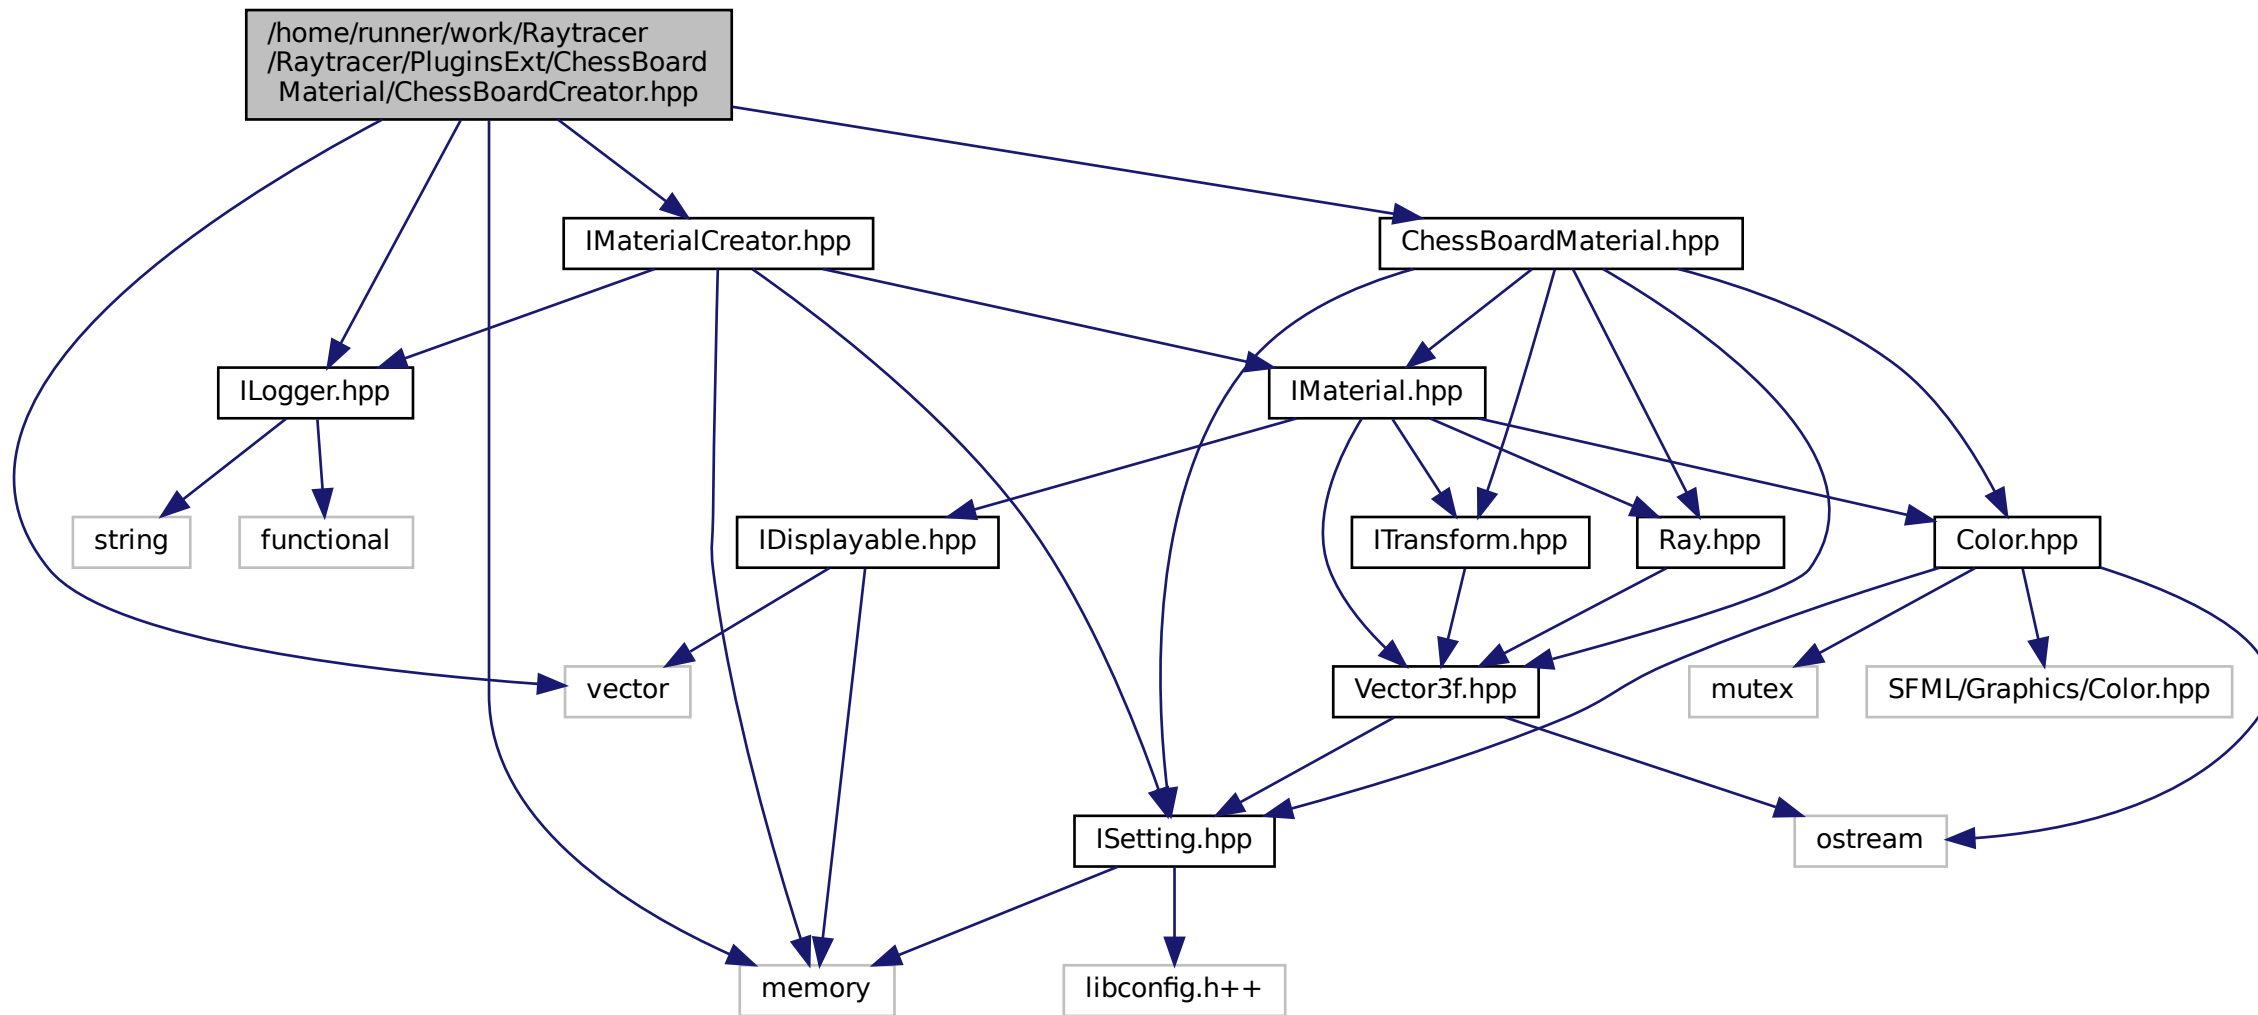 /home/runner/work/Raytracer
/Raytracer/PluginsExt/ChessBoard
Material/ChessBoardCreator.hpp
IMaterialCreator.hpp
ChessBoardMaterial.hpp
ILogger.hpp
IMaterial.hpp
string
functional
IDisplayable.hpp
ITransform.hpp
Ray.hpp
Color.hpp
vector
Vector3f.hpp
mutex
SFML/Graphics/Color.hpp
ISetting.hpp
ostream
memory
libconfig.h++